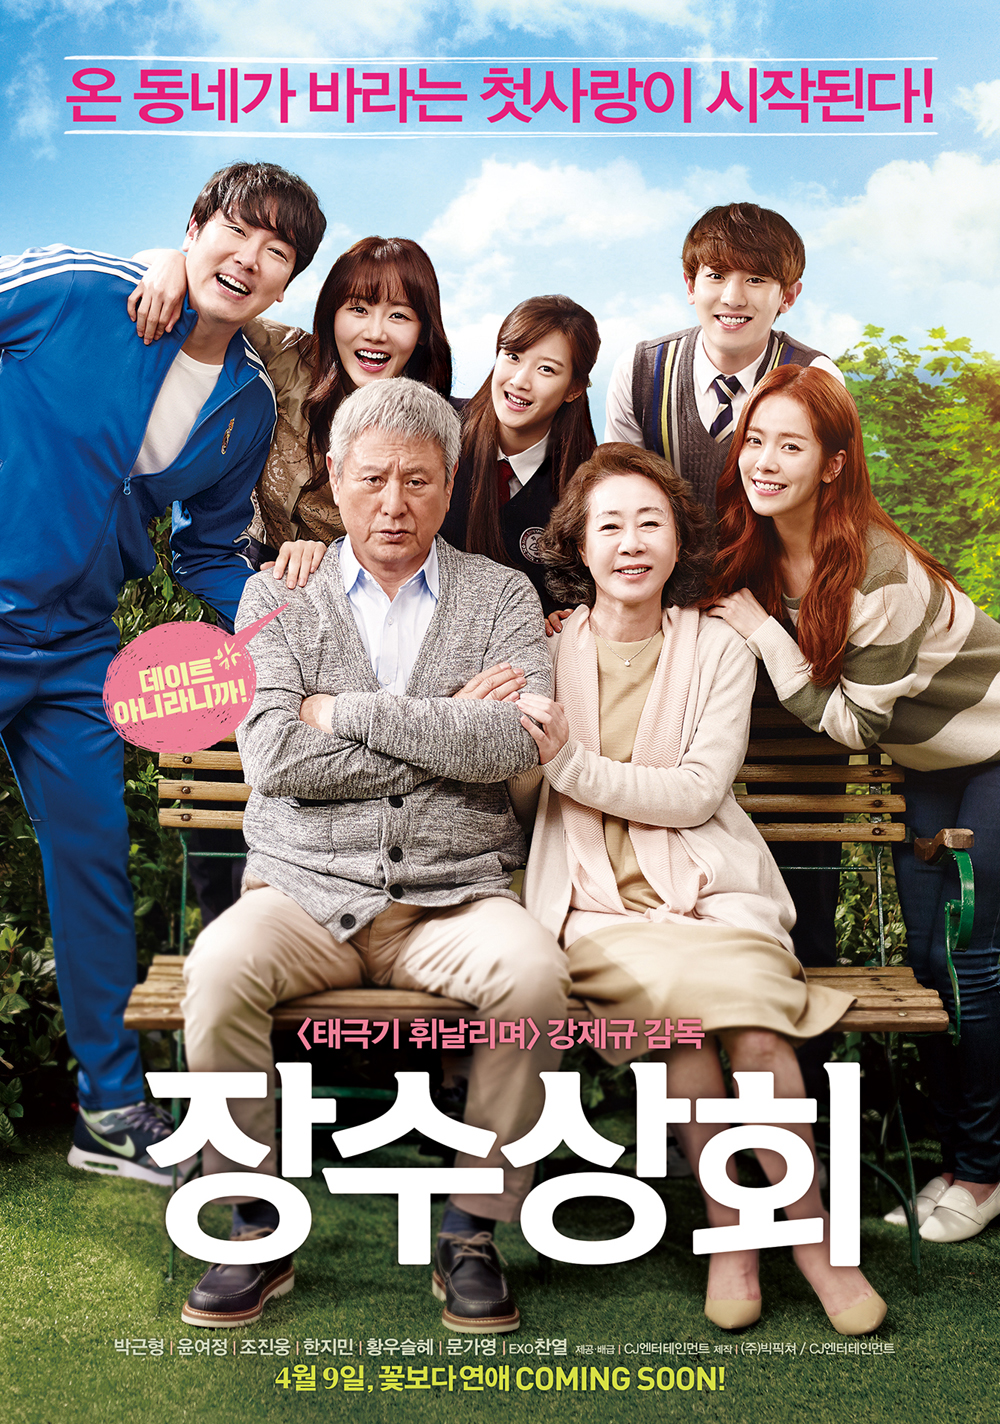 온 동네가 바라는 첫사랑이 시작된다!
데이트
아니라니까!
<태극기 휘날리며> 강제규 감독
장수상회
박근형 | 윤여정 | 조진웅 | 한지민 | 황우슬혜 | 문가영 | EXO 찬열 제공·배급 | CJ엔터테인먼트 제작 | (주)빅픽쳐 / CJ엔터테인먼트
4월 9일, 꽃보다 연애 COMING SOON!